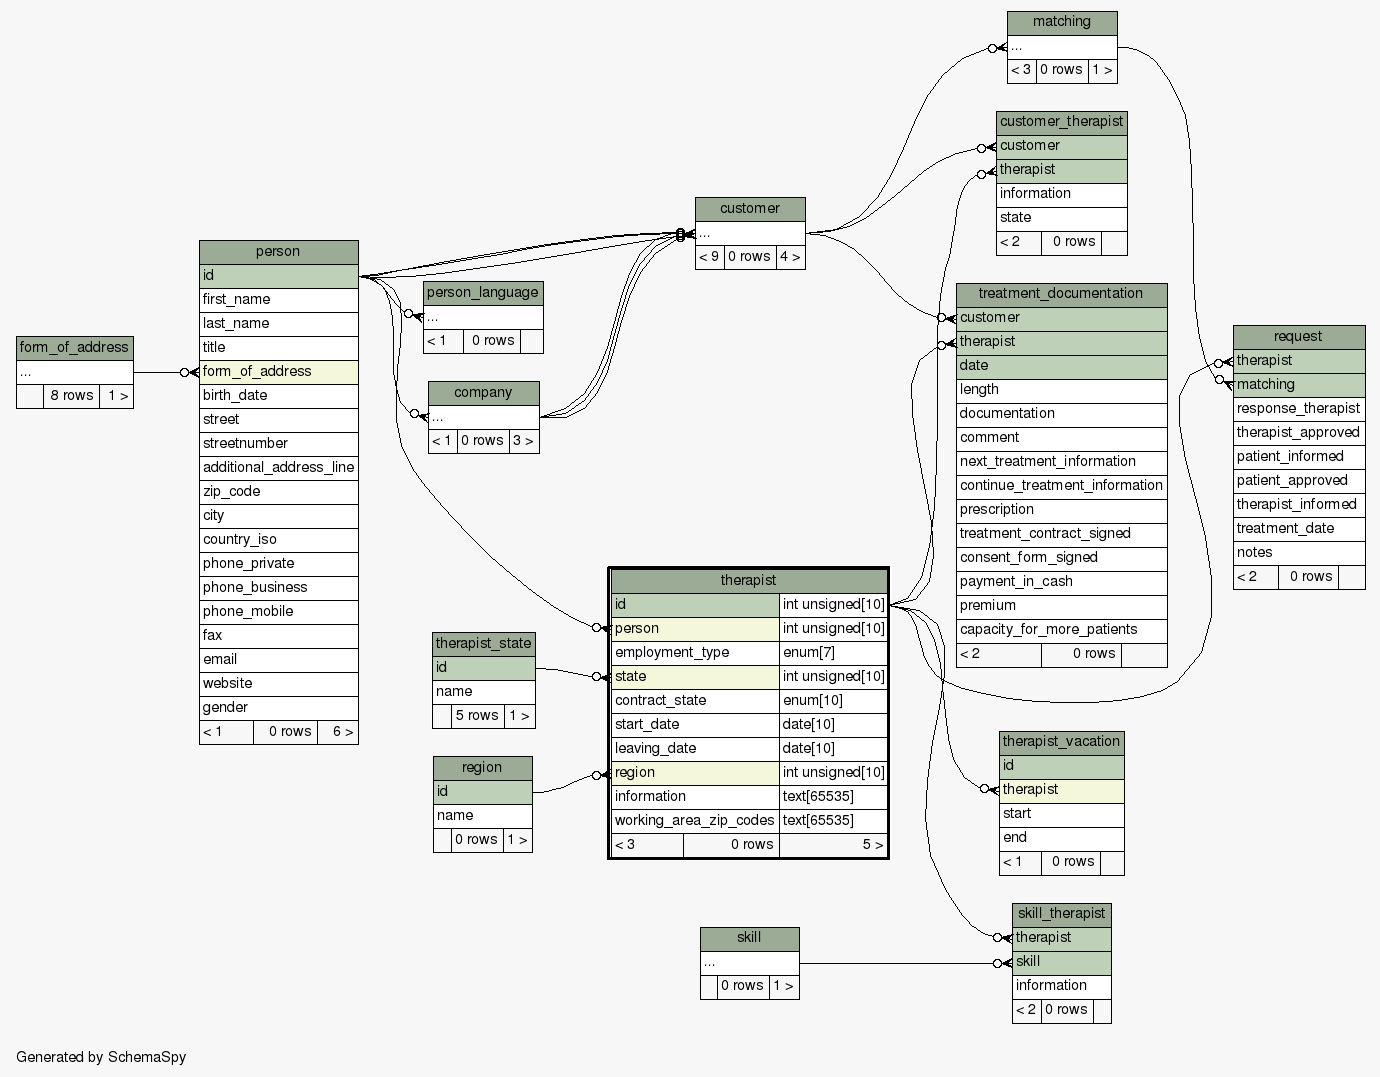 matching
...
< 3 0 rows 1 >
customer_therapist
customer
therapist
information
state
< 2 0 rows
customer
...
< 9 0 rows 4 >
person
id
first_name
last_name
title
form_of_address
birth_date
street
streetnumber
additional_address_line
zip_code
city
country_iso
phone_private
phone_business
phone_mobile
fax
email
website
gender
< 1 0 rows 6 >
person_language
...
< 1 0 rows
treatment_documentation
customer
therapist
date
length
documentation
comment
next_treatment_information
continue_treatment_information
prescription
treatment_contract_signed
consent_form_signed
payment_in_cash
premium
capacity_for_more_patients
< 2 0 rows
request
therapist
matching
response_therapist
therapist_approved
patient_informed
patient_approved
therapist_informed
treatment_date
notes
< 2 0 rows
form_of_address
...
8 rows 1 >
company
...
< 1 0 rows 3 >
therapist
id int unsigned[10]
person int unsigned[10]
employment_type enum[7]
state int unsigned[10]
contract_state enum[10]
start_date date[10]
leaving_date date[10]
region int unsigned[10]
information text[65535]
working_area_zip_codes text[65535]
< 3 0 rows 5 >
therapist_state
id
name
5 rows 1 >
region
id
name
0 rows 1 >
therapist_vacation
id
therapist
start
end
< 1 0 rows
skill_therapist
therapist
skill
information
< 2 0 rows
skill
...
0 rows 1 >
Generated by SchemaSpy